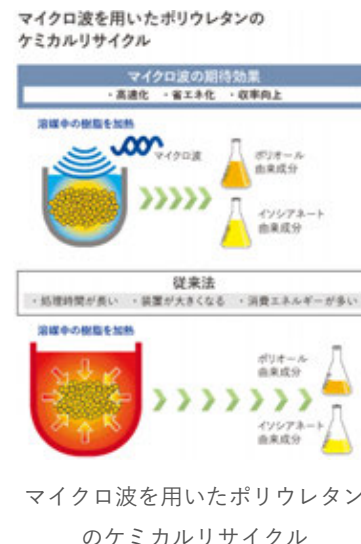 マイクロ波を用いたポリウレタンの
ケミカルリサイクル
マイクロ波の期待効果
・高速化 ・省エネ化 ・収率向上
溶媒中の樹脂を加熱
マイクロ波
ポリオール
由来成分
イソシアネート
由来成分
従来法
・処理時間が長い ・装置が大きくなる ・消費エネルギーが多い
溶媒中の樹脂を加熱
ポリオール
由来成分
イソシアネート
由来成分
マイクロ波を用いたポリウレタン
のケミカルリサイクル